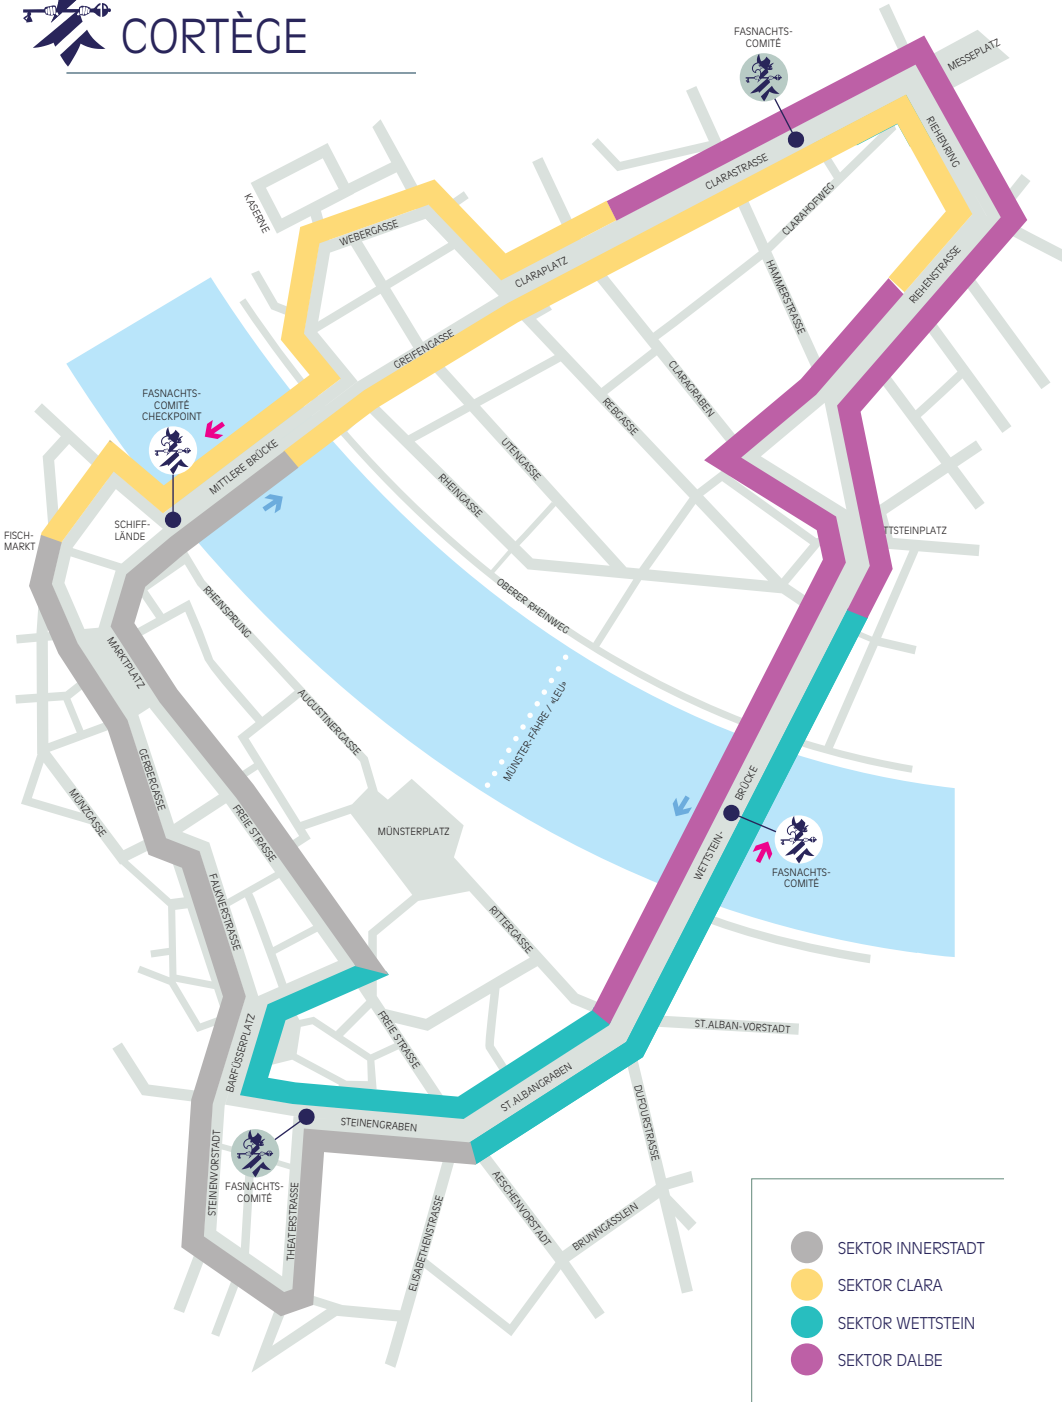 CORTÈGE
FASNACHTS-
COMITÉ
MESSEPLATZ
RIEHENRING
CLARASTRASSE
CLARAHOFWEG
KASERNE
WEBERGASSE
CLARAPLATZ
HAMMERSTRASSE
RIEHENSTRASSE
GREIFENGASSE
CLARAGRABEN
REBGASSE
FASNACHTS-
COMITÉ
CHECKPOINT
MITTLERE BRÜCKE
UTENGASSE
RHEINGASSE
FISCH-
MARKT
SCHIFF-
LÄNDE
TTSTEINPLATZ
RHEINSPRUNG
OBERER RHEINWEG
MARKTPLATZ
AUGUSTINERGASSE
MÜNSTER-FÄHRE / «LEU»
GERBERGASSE
MÜNZGASSE
FREIE STRASSE
MÜNSTERPLATZ
WETTSTEIN-
BRÜCKE
FASNACHTS-
COMITÉ
FALKNERSTRASSE
RITTERGASSE
FREIE STRASSE
ST.ALBAN-VORSTADT
BARFÜSSERPLATZ
ST.ALBANGRABEN
STEINENGRABEN
DUFOURSTRASSE
STEINENVORSTADT
FASNACHTS-
COMITÉ
THEATERSTRASSE
ELISABETHENSTRASSE
AESCHENVORSTADT
BRUNNGÄSSLEIN
SEKTOR INNERSTADT
SEKTOR CLARA
SEKTOR WETTSTEIN
SEKTOR DALBE